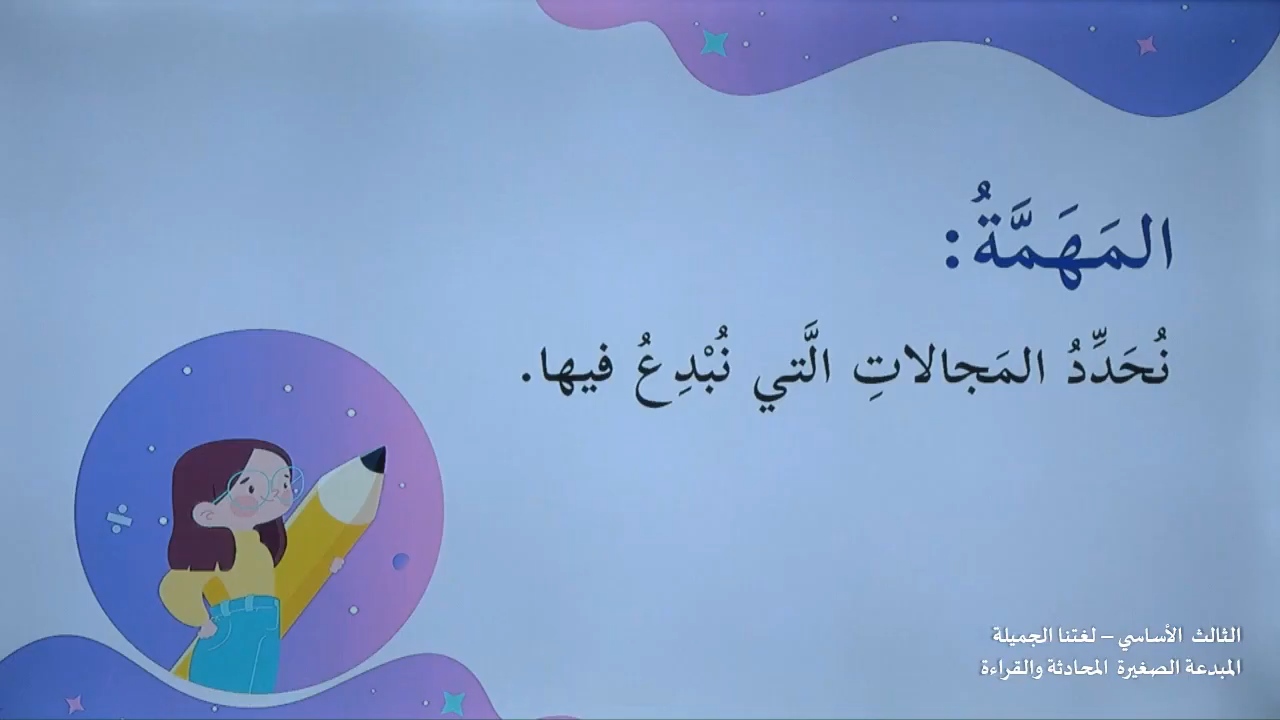 المَهَمَّةُ:
نُحَدِّدُ المَجالاتِ الَّتي نُبْدِعُ فيها.
الثالث الأساسي – لغتنا الجميلة
المبدعة الصغيرة المحادثة والقراءة